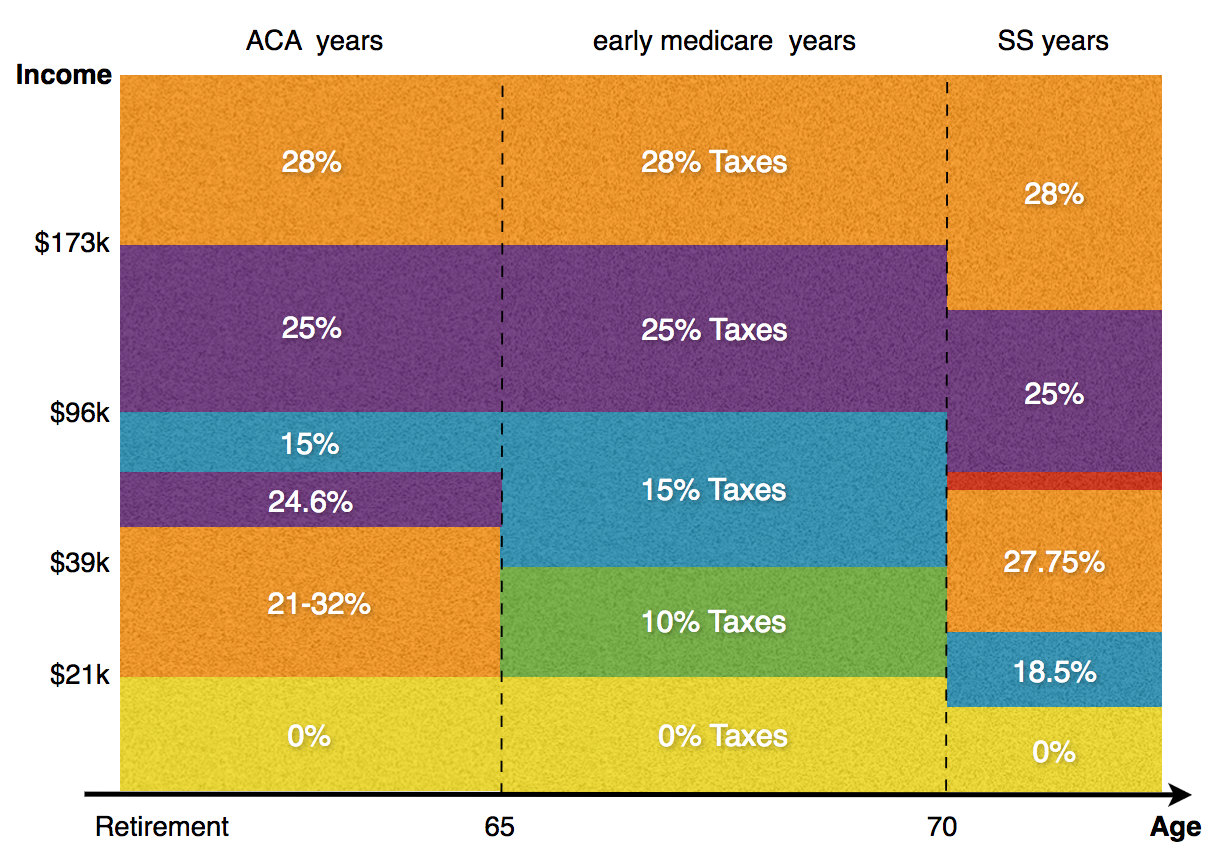 ACA years
early medicare years
SS years
Income
28%
28% Taxes
28%
$173k
25%
25% Taxes
25%
$96k
15%
15% Taxes
24.6%
27.75%
$39k
21-32%
10% Taxes
18.5%
$21k
0%
0% Taxes
0%
Retirement
65
70
Age